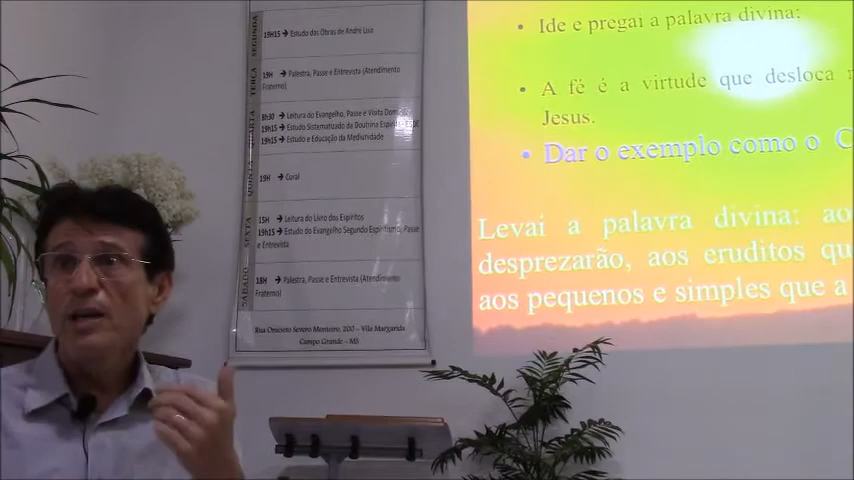 SEGUNDA
19H15 → Estudo das Obras de André Luiz
TERÇA
19H → Palestra, Passe e Entrevista (Atendimento
Fraterno)
QUARTA
8h30 → Leitura do Evangelho, Passe e Visita
19h15 → Estudo Sistematizado da Doutrina
19h15 → Estudo e Educação da Mediunidade
QUINTA
19H → Coral
SEXTA
15H → Leitura do Livro dos Espíritos
19h15 → Estudo do Evangelho Segundo Espiritismo, Passe
e Entrevista
SÁBADO
18H → Palestra, Passe e Entrevista (Atendimento
Fraterno)
Rua Onicieto Severo Monteiro, 200 – Vila Margarida
Campo Grande – MS
• Ide e pregai a palavra divina:
• A fé é a virtude que desloca
Jesus.
• Dar o exemplo como o
Levai a palavra divina: ao
desprezarão, aos eruditos que
aos pequenos e simples que a